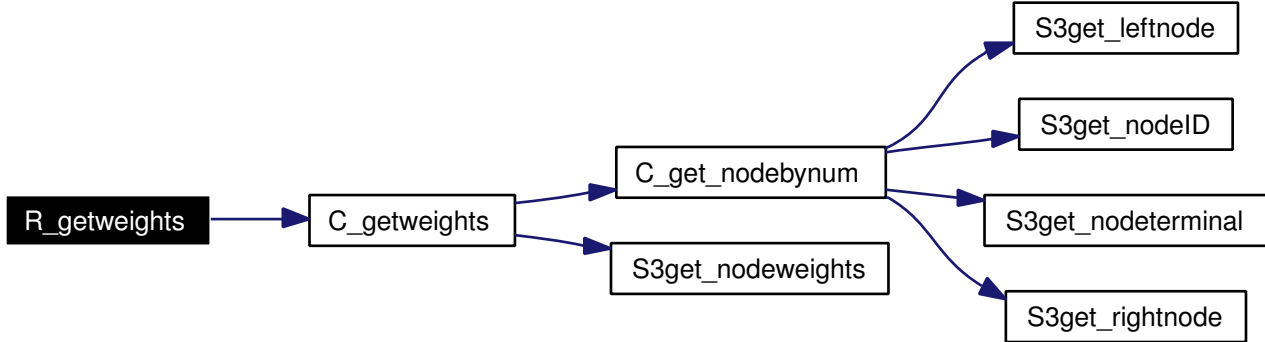 R_getweights
C_getweights
C_get_nodebynum
S3get_nodeweights
S3get_leftnode
S3get_nodeID
S3get_nodeterminal
S3get_rightnode